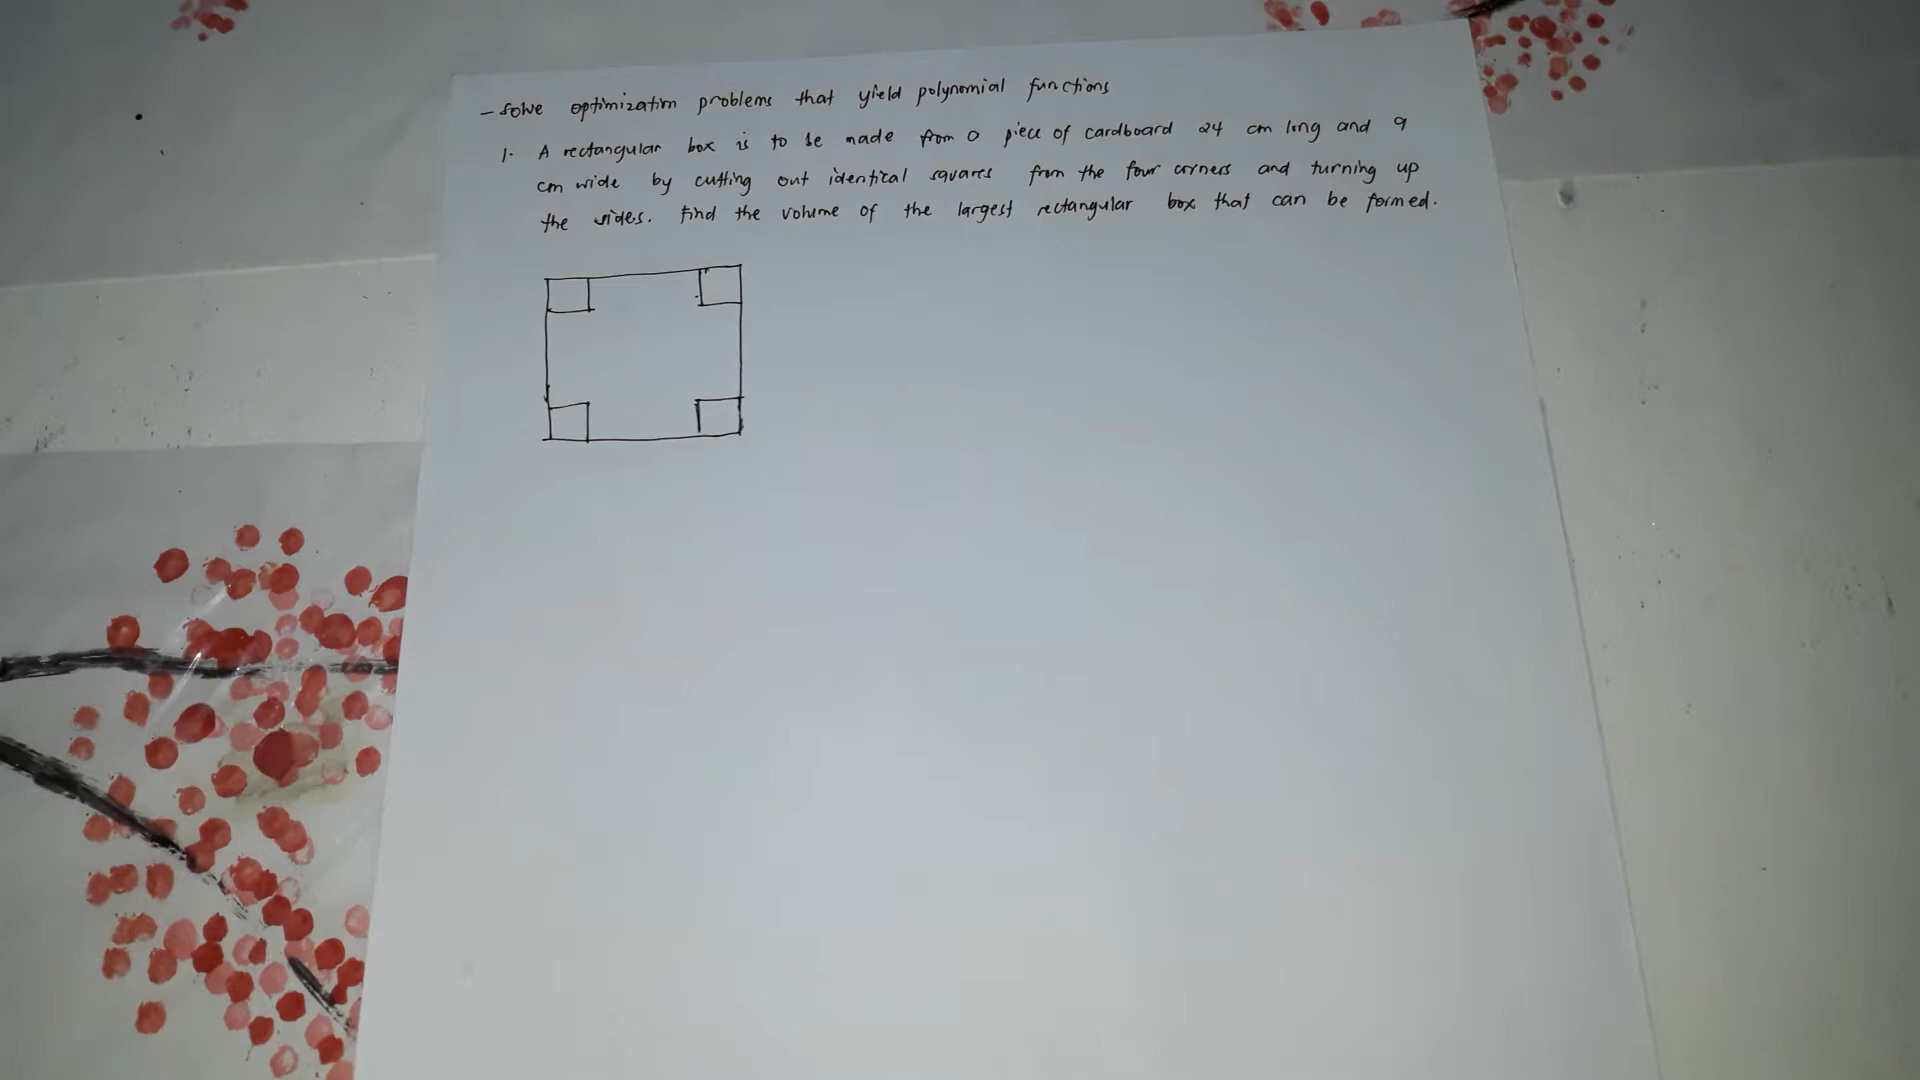 - solve optimization problems that yield polynomial functions
1. A rectangular box is to be made from a piece of cardboard 24 cm long and 9
cm wide by cutting out identical squares from the four corners and turning up
the sides. Find the volume of the largest rectangular box that can be formed.